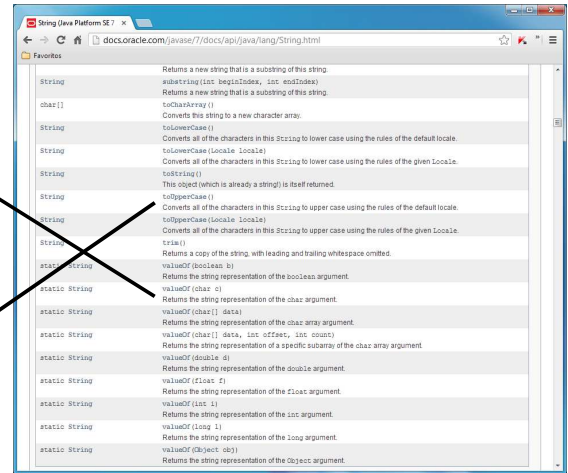 String (Java Platform SE 7
docs.oracle.com/javase/7/docs/api/java/lang/String.html
Favoritos
Returns a new string that is a substring of this string.
String substring(int beginIndex, int endIndex)
Returns a new string that is a substring of this string.
char[] toCharArray()
Converts this string to a new character array.
String toLowerCase()
Converts all of the characters in this String to lower case using the rules of the default locale.
String toLowerCase(Locale locale)
Converts all of the characters in this String to lower case using the rules of the given Locale.
String toString()
This object (which is already a string!) is itself returned.
String toUpperCase()
Converts all of the characters in this String to upper case using the rules of the default locale.
String toUpperCase(Locale locale)
Converts all of the characters in this String to upper case using the rules of the given Locale.
String trim()
Returns a copy of the string, with leading and trailing whitespace omitted.
static String valueOf(boolean b)
Returns the string representation of the boolean argument.
static String valueOf(char c)
Returns the string representation of the char argument.
static String valueOf(char[] data)
Returns the string representation of the char array argument.
static String valueOf(char[] data, int offset, int count)
Returns the string representation of a specific subarray of the char array argument.
static String valueOf(double d)
Returns the string representation of the double argument.
static String valueOf(float f)
Returns the string representation of the float argument.
static String valueOf(int i)
Returns the string representation of the int argument.
static String valueOf(long l)
Returns the string representation of the long argument.
static String valueOf(Object obj)
Returns the string representation of the Object argument.